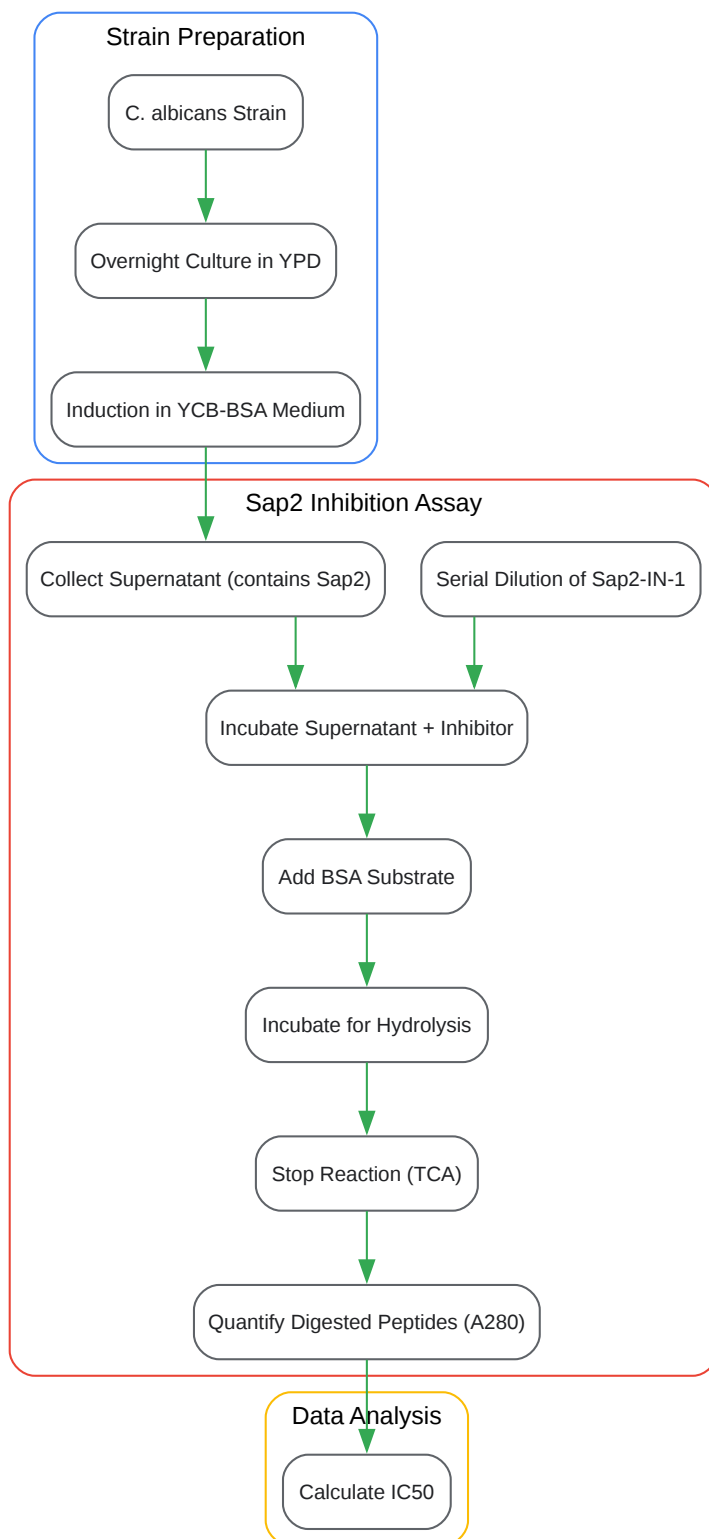 Strain Preparation
C. albicans Strain
Overnight Culture in YPD
Induction in YCB-BSA Medium
Sap2 Inhibition Assay
Collect Supernatant (contains Sap2)
Serial Dilution of Sap2-IN-1
Incubate Supernatant + Inhibitor
Add BSA Substrate
Incubate for Hydrolysis
Stop Reaction (TCA)
Quantify Digested Peptides (A280)
Data Analysis
Calculate IC50